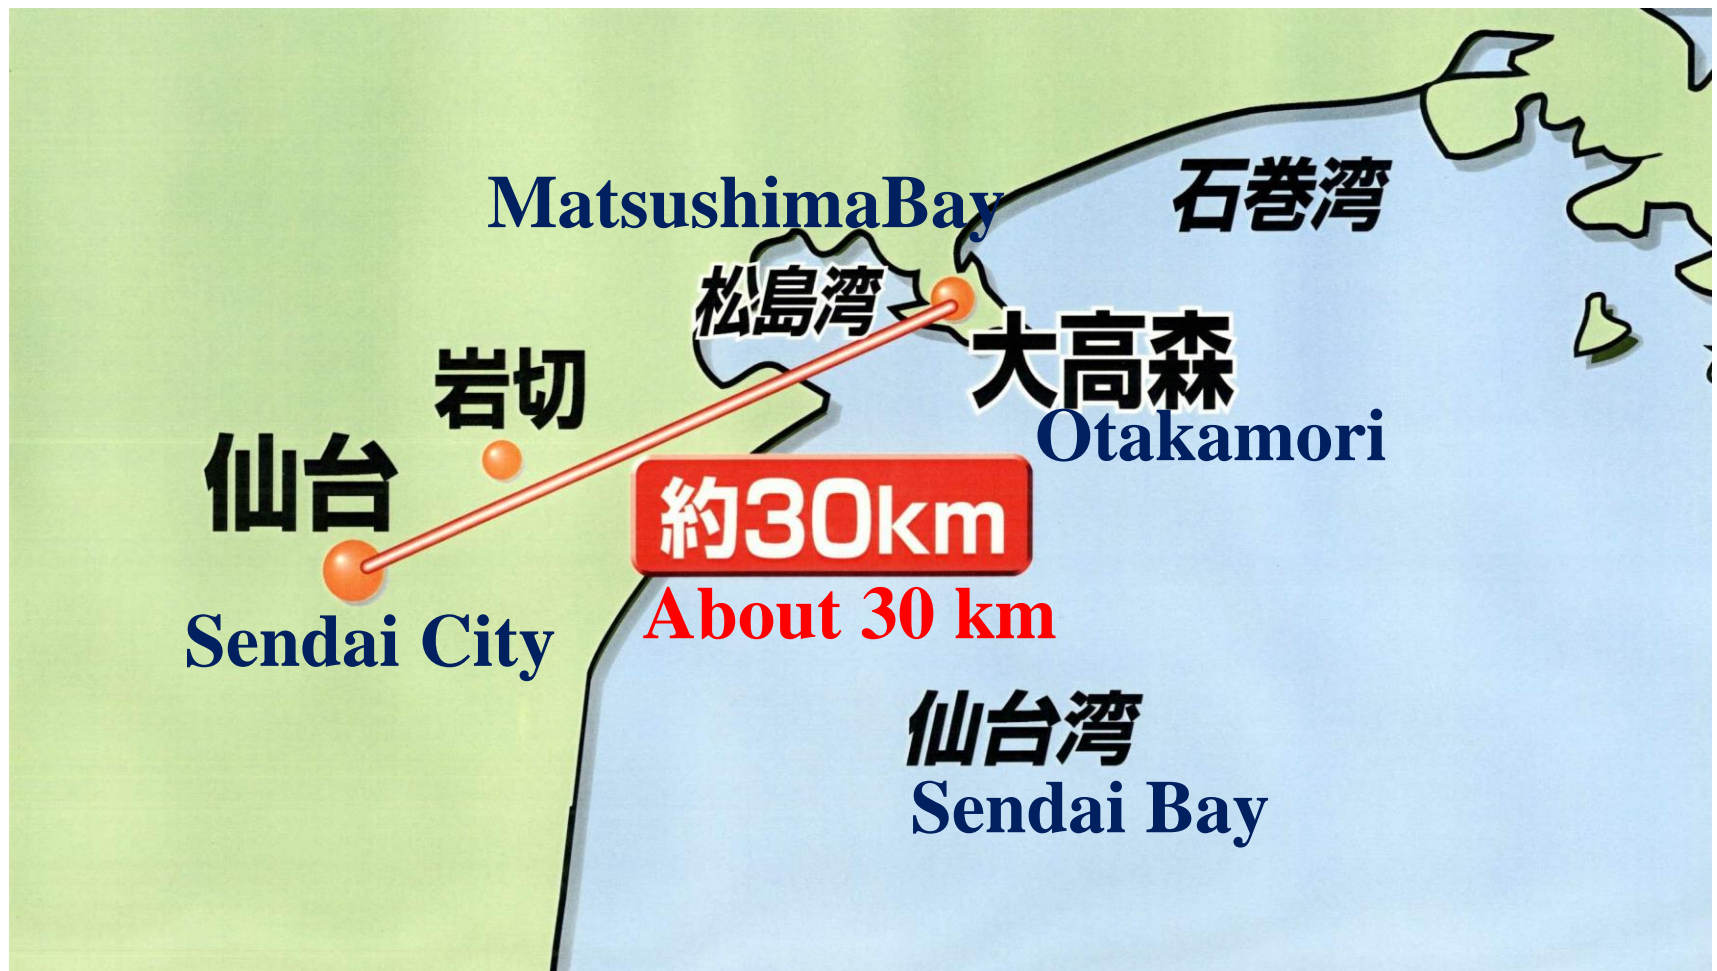 MatsushimaBay
石巻湾
松島湾
大高森
Otakamori
岩切
仙台
約30km
About 30 km
Sendai City
仙台湾
Sendai Bay